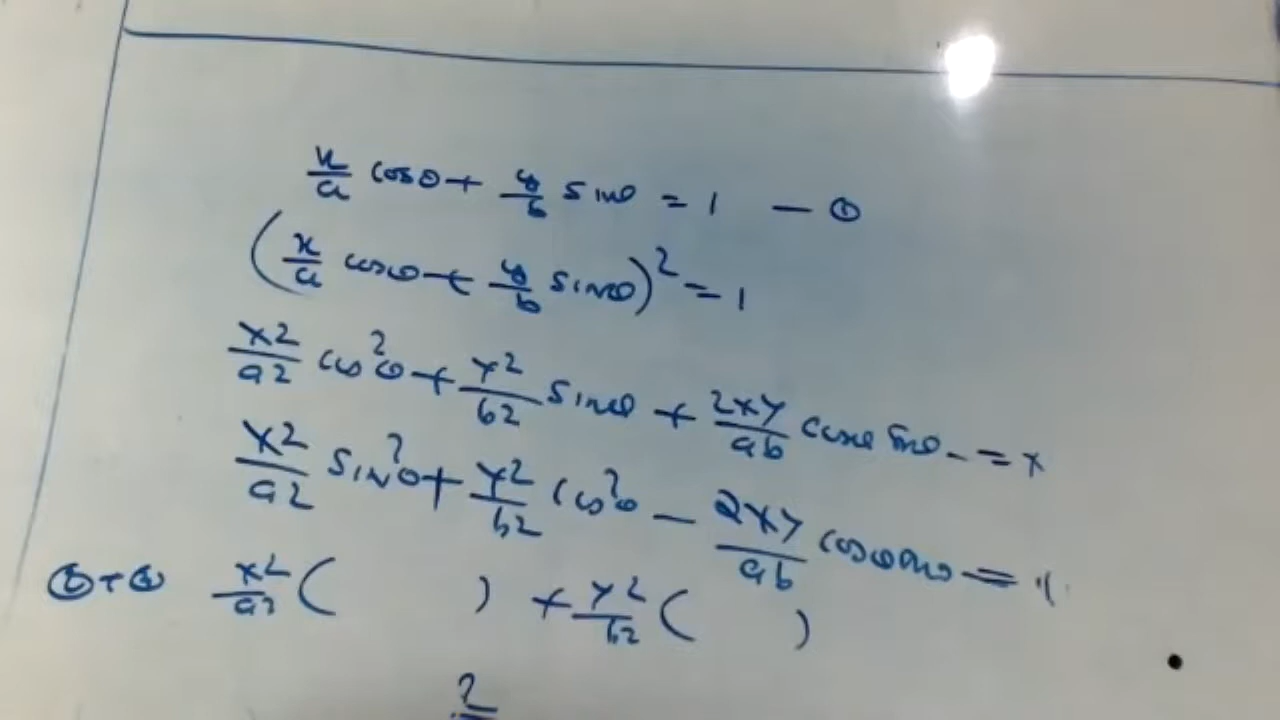 x/a cosθ + y/b sinθ = 1 — ①
(x/a cosθ + y/b sinθ)² = 1
x²/a² cos²θ + y²/b² sinθ + 2xy/ab cosθ sinθ = x
x²/a² sin²θ + y²/b² cos²θ − 2xy/ab cosθ sinθ = 1
x²/a² ( ) + y²/b² ( )
2